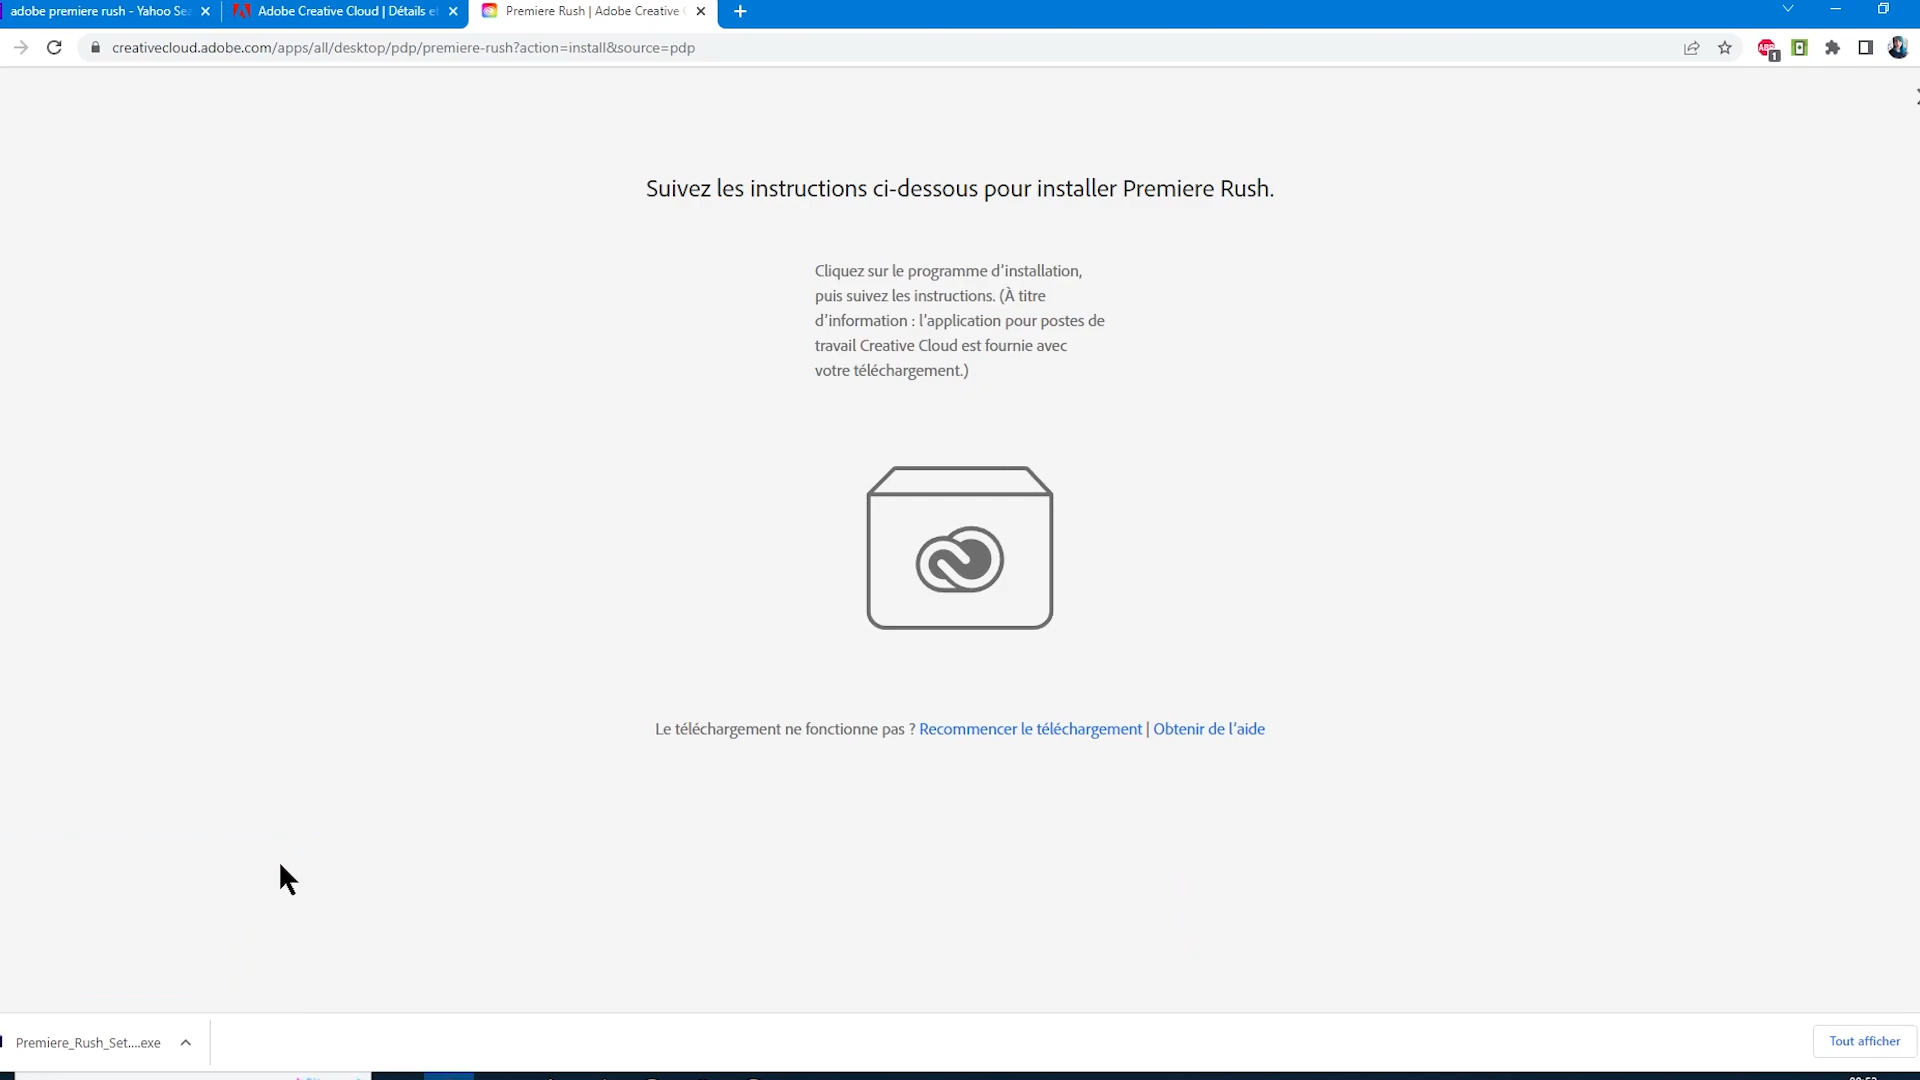 adobe premiere rush - Yahoo Sea
Adobe Creative Cloud | Détails et
Premiere Rush | Adobe Creative C
creativecloud.adobe.com/apps/all/desktop/pdp/premiere-rush?action=install&source=pdp
ABP
1
Suivez les instructions ci-dessous pour installer Premiere Rush.
Cliquez sur le programme d'installation,
puis suivez les instructions. (À titre
d'information : l'application pour postes de
travail Creative Cloud est fournie avec
votre téléchargement.)
Le téléchargement ne fonctionne pas ? Recommencer le téléchargement | Obtenir de l'aide
Premiere_Rush_Set....exe
Tout afficher